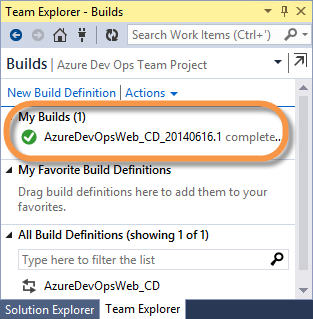 Team Explorer - Builds
Search Work Items (Ctrl+')
Builds | Azure Dev Ops Team Project
New Build Definition | Actions
My Builds (1)
AzureDevOpsWeb_CD_20140616.1 complete...
My Favorite Build Definitions
Drag build definitions here to add them to your
favorites.
All Build Definitions (showing 1 of 1)
Type here to filter the list
AzureDevOpsWeb_CD
Solution Explorer Team Explorer